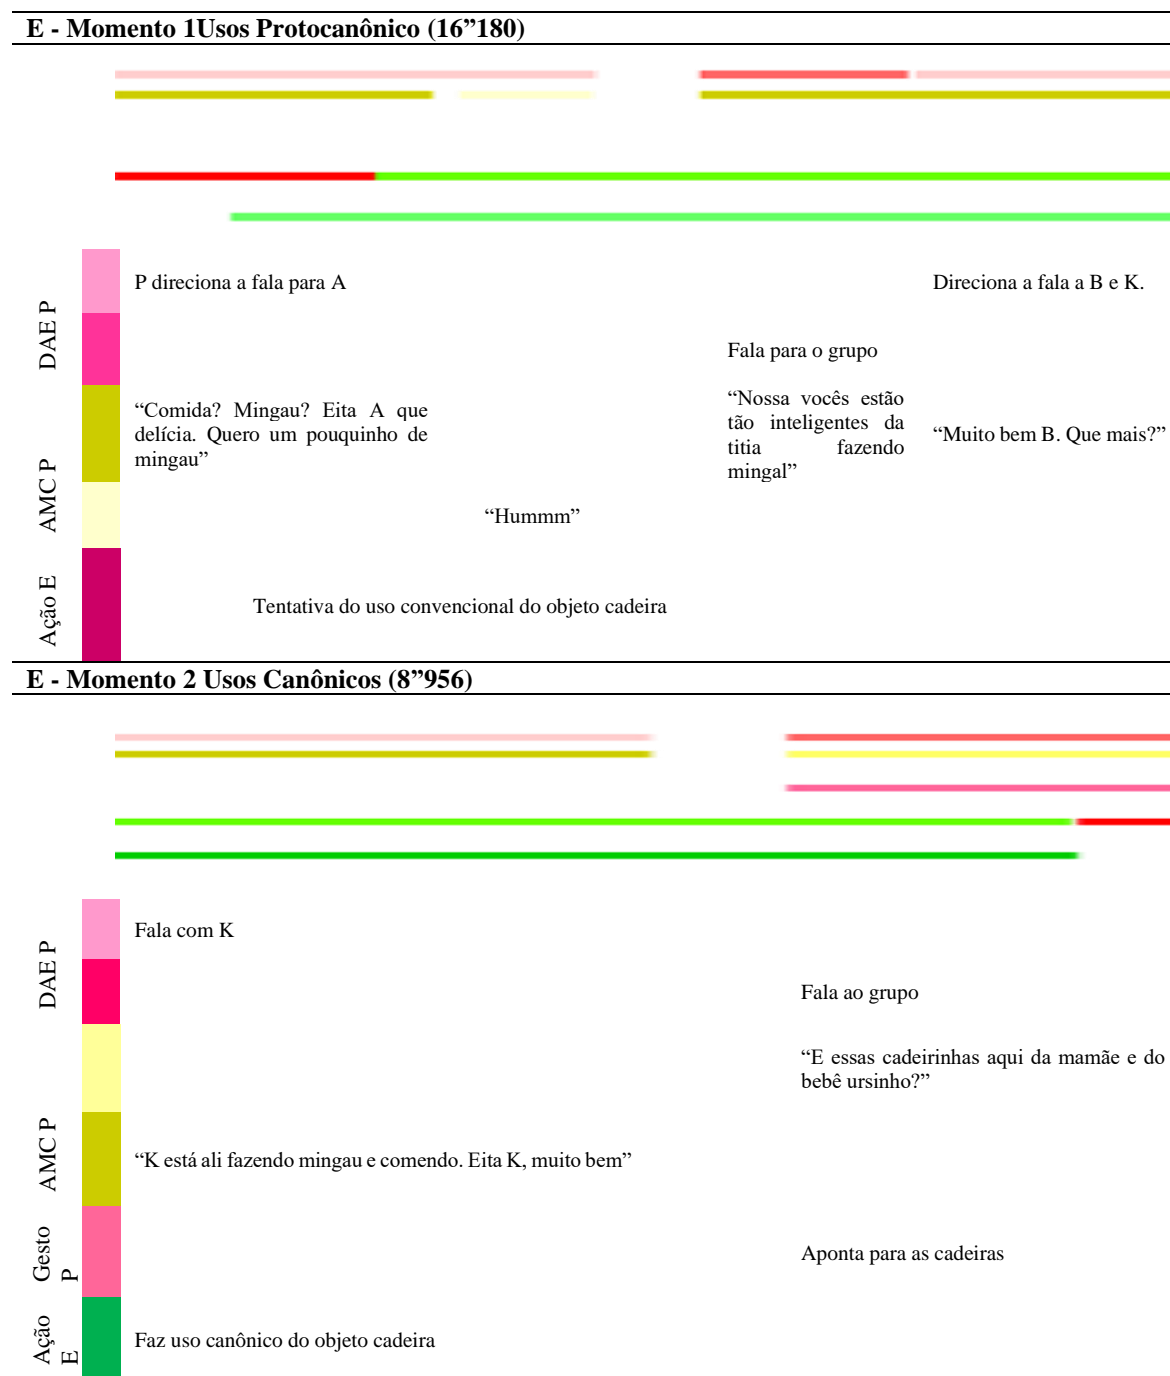 E - Momento 1Usos Protocanônico (16”180)
DAE P
P direciona a fala para A
Direciona a fala a B e K.
Fala para o grupo
AMC P
“Comida? Mingau? Eita A que
delícia. Quero um pouquinho de
mingau”
“Nossa vocês estão
tão inteligentes da
titia fazendo
mingal”
“Muito bem B. Que mais?”
“Hummm”
Ação E
Tentativa do uso convencional do objeto cadeira
E - Momento 2 Usos Canônicos (8”956)
DAE P
Fala com K
Fala ao grupo
AMC P
“E essas cadeirinhas aqui da mamãe e do
bebê ursinho?”
“K está ali fazendo mingau e comendo. Eita K, muito bem”
Gesto
P
Aponta para as cadeiras
Ação
E
Faz uso canônico do objeto cadeira